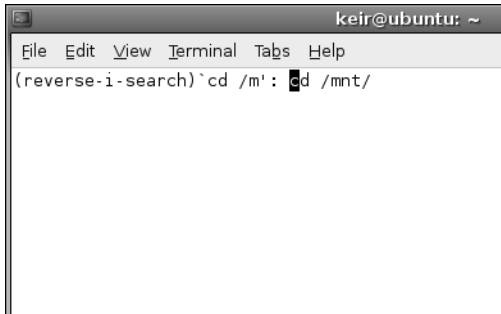 keir@ubuntu: ~
File Edit View Terminal Tabs Help
(reverse-i-search)`cd /m': cd /mnt/